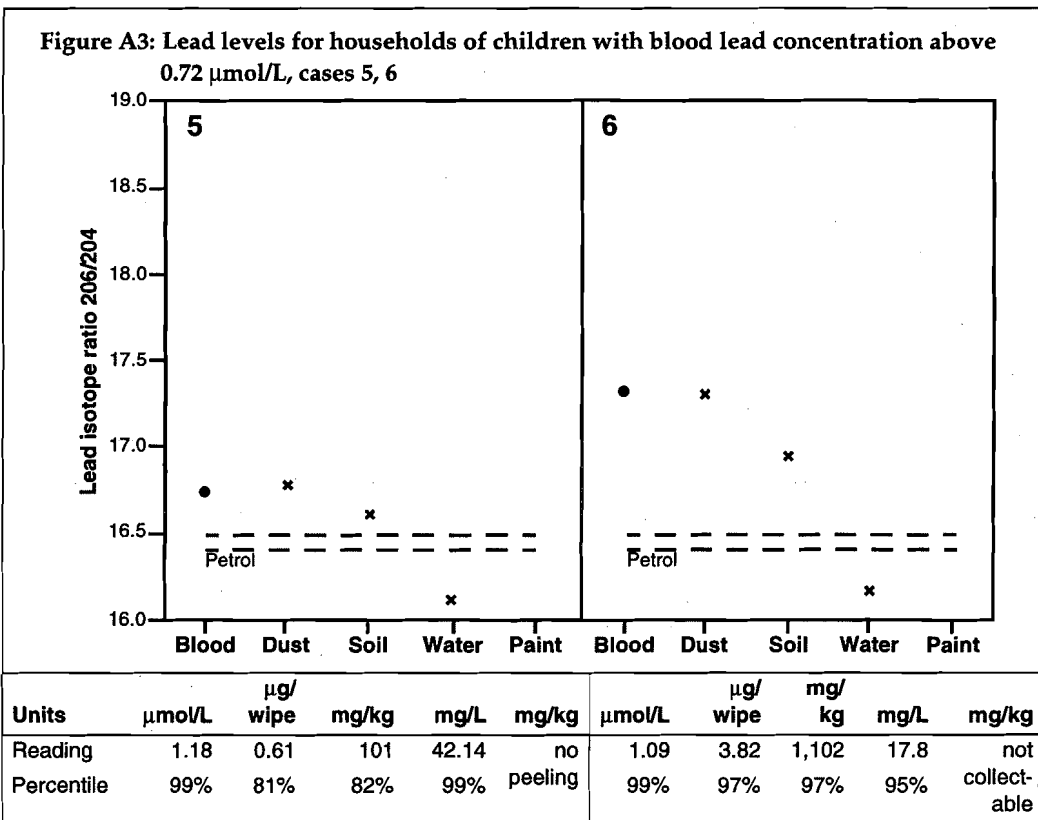 Figure A3: Lead levels for households of children with blood lead concentration above
0.72 µmol/L, cases 5, 6
Lead isotope ratio 206/204
19.0
18.5
18.0
17.5
17.0
16.5
16.0
5
Petrol
Blood Dust Soil Water Paint
6
Petrol
Blood Dust Soil Water Paint
µg/ µg/ mg/
Units µmol/L wipe mg/kg mg/L mg/kg µmol/L wipe kg mg/L mg/kg
Reading 1.18 0.61 101 42.14 no 1.09 3.82 1,102 17.8 not
Percentile 99% 81% 82% 99% peeling 99% 97% 97% 95% collect-
able